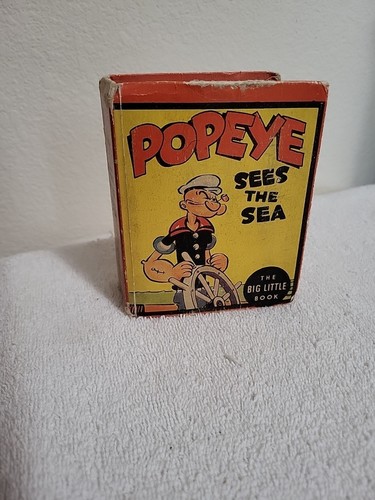 POPEYE
SEES
THE
SEA
THE
BIG LITTLE
BOOK